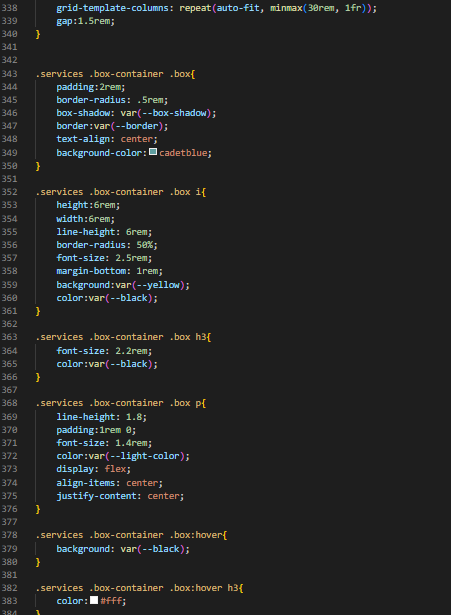 338 grid-template-columns: repeat(auto-fit, minmax(30rem, 1fr));
339 gap:1.5rem;
340 }
341
342
343 .services .box-container .box{
344 padding:2rem;
345 border-radius: .5rem;
346 box-shadow: var(--box-shadow);
347 border:var(--border);
348 text-align: center;
349 background-color:cadetblue;
350 }
351
352 .services .box-container .box i{
353 height:6rem;
354 width:6rem;
355 line-height: 6rem;
356 border-radius: 50%;
357 font-size: 2.5rem;
358 margin-bottom: 1rem;
359 background:var(--yellow);
360 color:var(--black);
361 }
362
363 .services .box-container .box h3{
364 font-size: 2.2rem;
365 color:var(--black);
366 }
367
368 .services .box-container .box p{
369 line-height: 1.8;
370 padding:1rem 0;
371 font-size: 1.4rem;
372 color:var(--light-color);
373 display: flex;
374 align-items: center;
375 justify-content: center;
376 }
377
378 .services .box-container .box:hover{
379 background: var(--black);
380 }
381
382 .services .box-container .box:hover h3{
383 color:#fff;
384 }